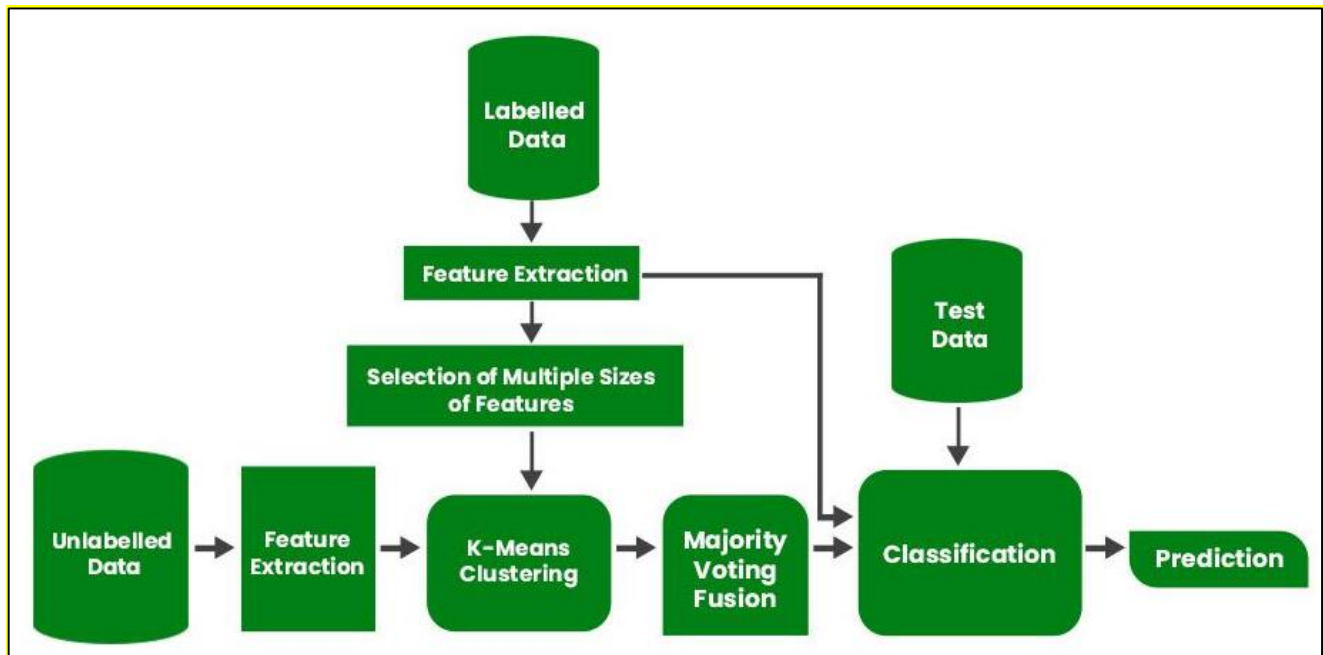 Labelled
Data
Feature Extraction
Test
Data
Selection of Multiple Sizes
of Features
Unlabelled
Data
Feature
Extraction
K-Means
Clustering
Majority
Voting
Fusion
Classification
Prediction